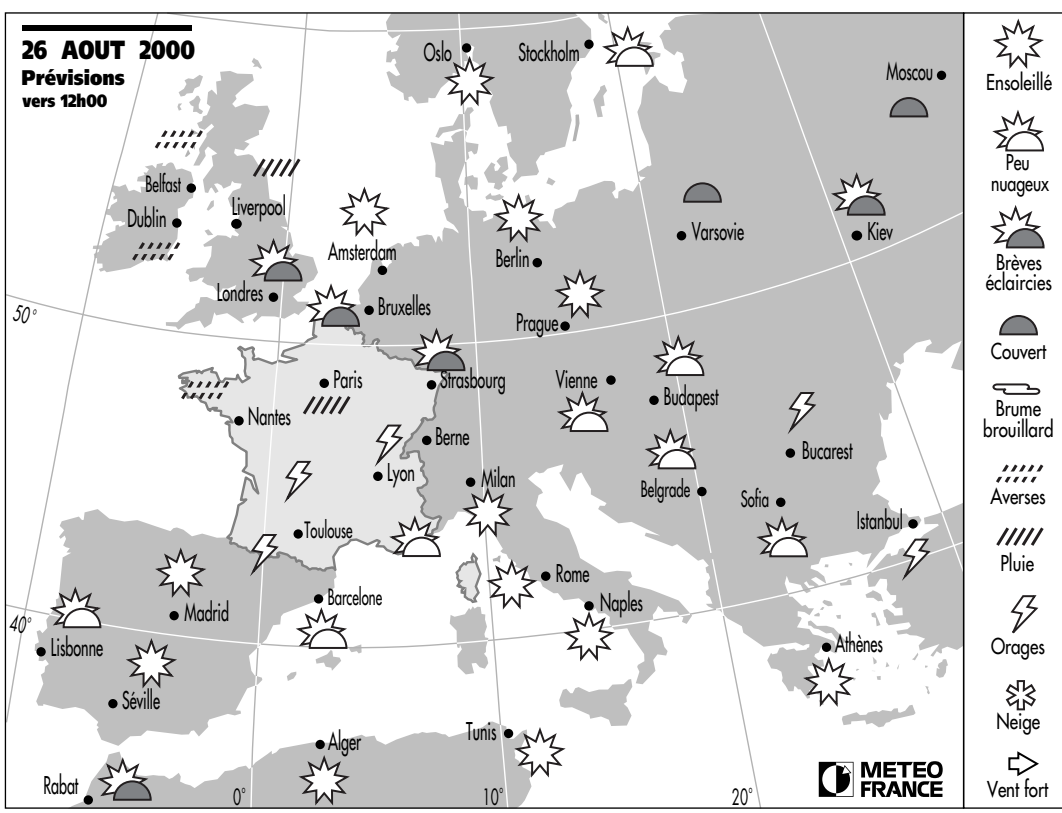 26 AOUT 2000
Prévisions
vers 12h00
Oslo
Stockholm
Moscou
Belfast
Dublin
Liverpool
Amsterdam
Londres
Bruxelles
Berlin
Varsovie
Kiev
Prague
50°
Paris
Strasbourg
Nantes
Vienne
Budapest
Berne
Lyon
Milan
Bucarest
Belgrade
Sofia
Istanbul
Toulouse
Madrid
Barcelone
Rome
Naples
40°
Lisbonne
Athènes
Séville
Alger
Tunis
Rabat
0°
10°
20°
METEO
FRANCE
Ensoleillé
Peu
nuageux
Brèves
éclaircies
Couvert
Brume
brouillard
Averses
Pluie
Orages
Neige
Vent fort